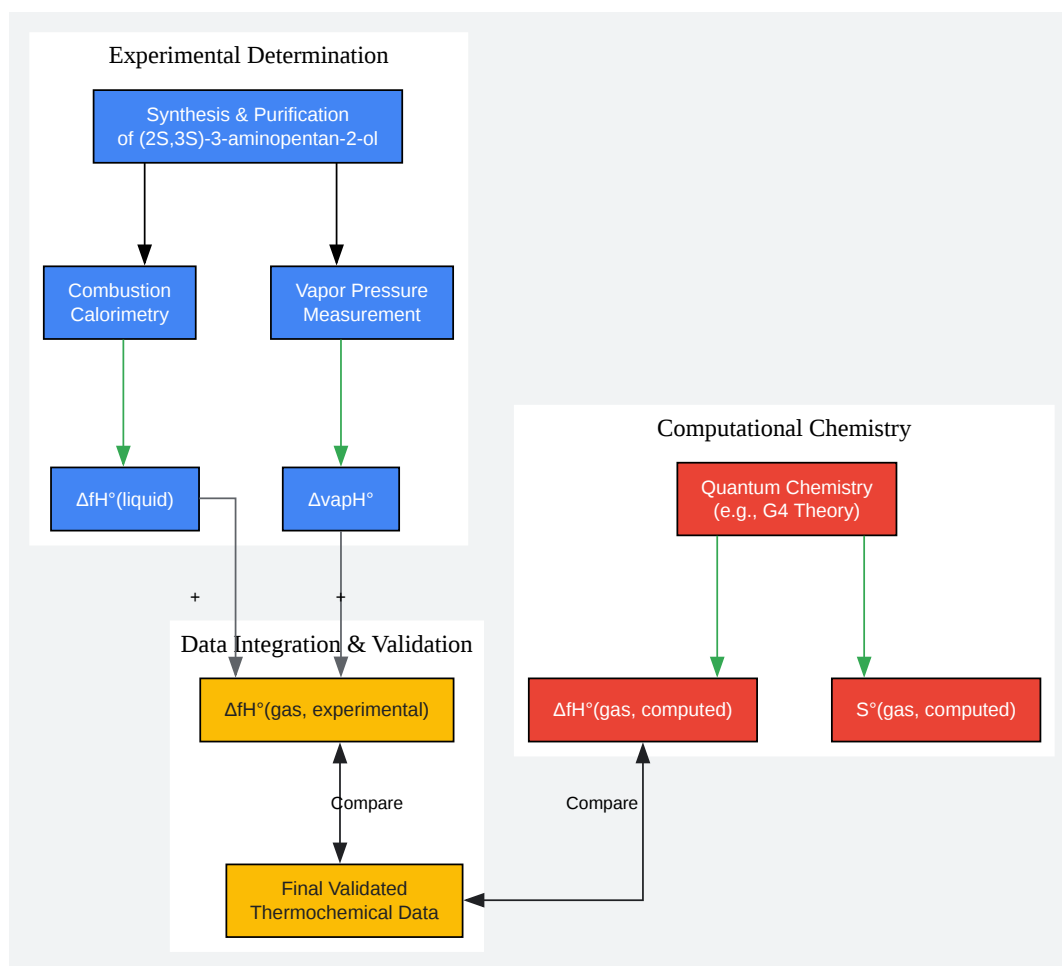 Experimental Determination
Synthesis & Purification
of (2S,3S)-3-aminopentan-2-ol
Combustion
Calorimetry
Vapor Pressure
Measurement
ΔfH°(liquid)
ΔvapH°
Computational Chemistry
Quantum Chemistry
(e.g., G4 Theory)
+
+
Data Integration & Validation
ΔfH°(gas, experimental)
ΔfH°(gas, computed)
S°(gas, computed)
Compare
Compare
Final Validated
Thermochemical Data